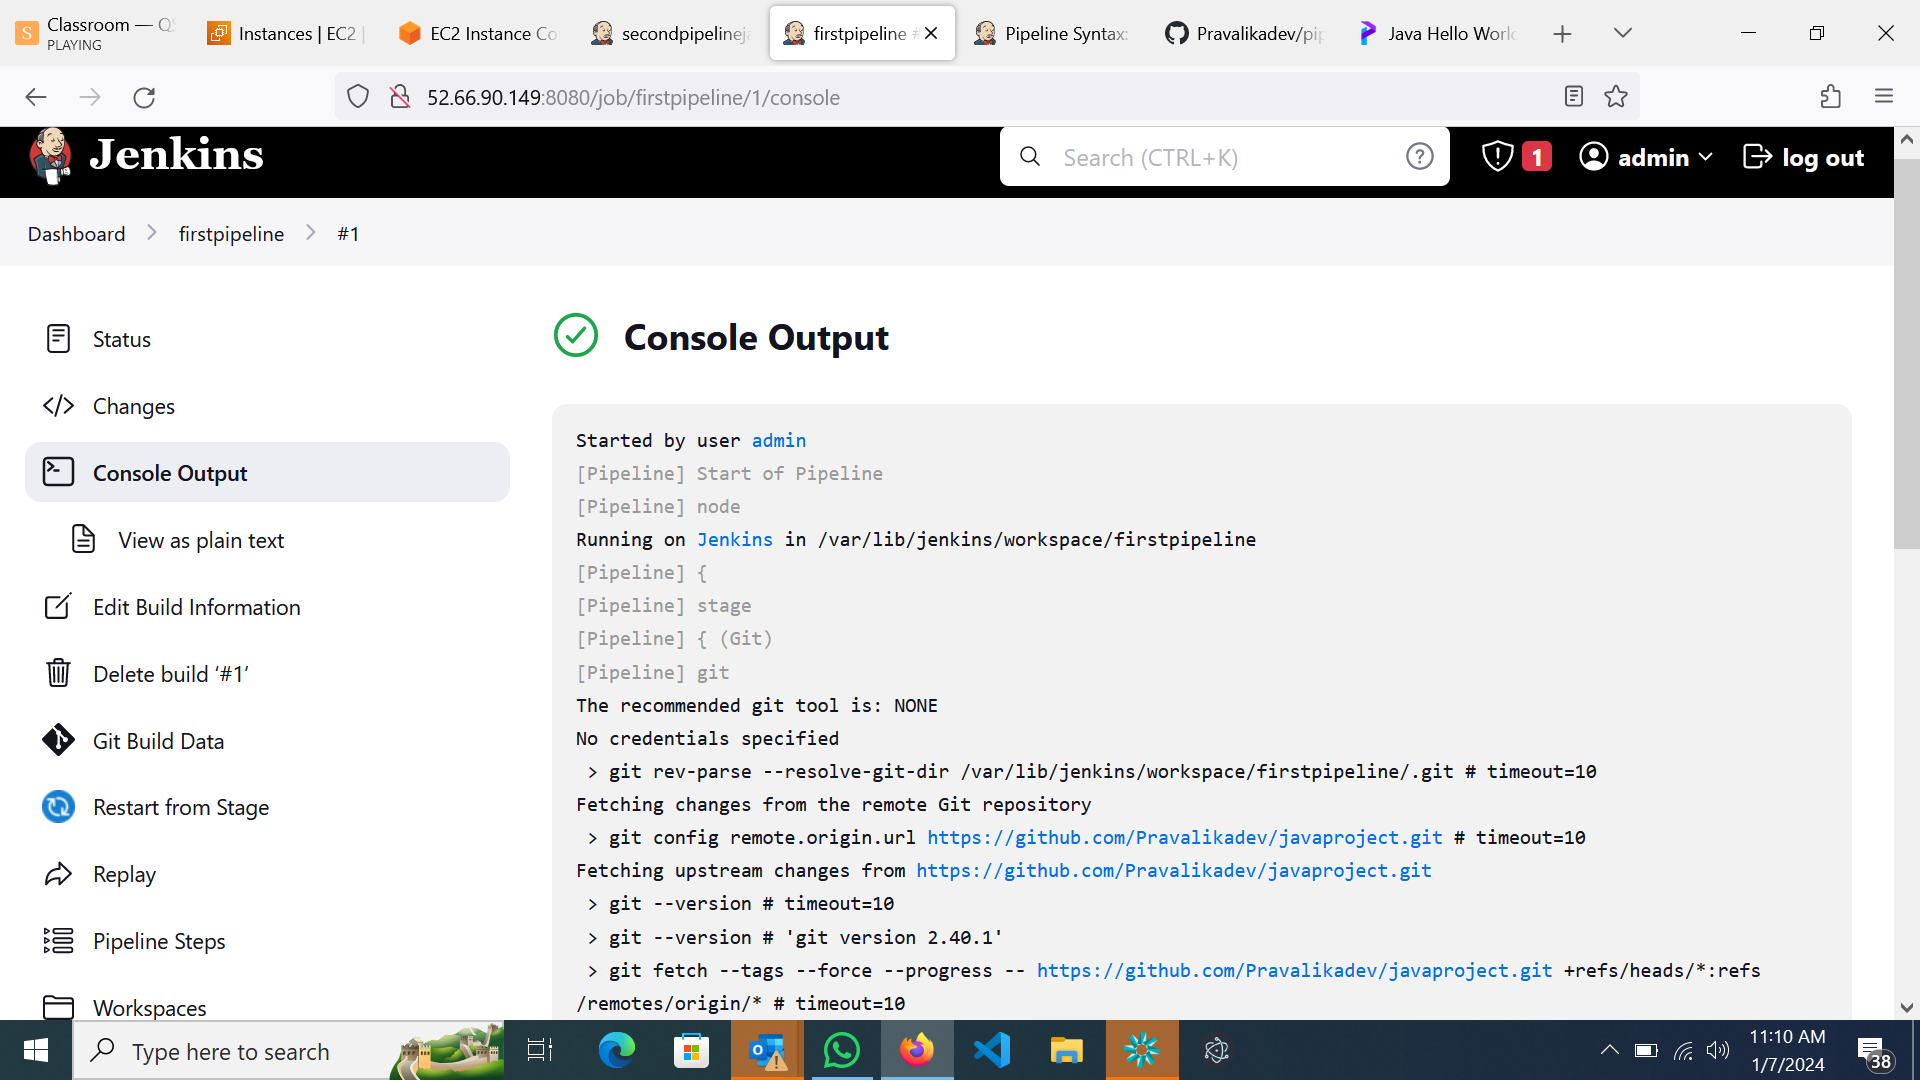 Classroom — QS
PLAYING
Instances | EC2 |
EC2 Instance Co
secondpipelineja
firstpipeline #
Pipeline Syntax:
Pravalikadev/pip
Java Hello World
52.66.90.149:8080/job/firstpipeline/1/console
Jenkins
Search (CTRL+K)
1
admin
log out
Dashboard
firstpipeline
#1
Status
Changes
Console Output
View as plain text
Edit Build Information
Delete build ‘#1’
Git Build Data
Restart from Stage
Replay
Pipeline Steps
Workspaces
Console Output
Started by user admin
[Pipeline] Start of Pipeline
[Pipeline] node
Running on Jenkins in /var/lib/jenkins/workspace/firstpipeline
[Pipeline] {
[Pipeline] stage
[Pipeline] { (Git)
[Pipeline] git
The recommended git tool is: NONE
No credentials specified
> git rev-parse --resolve-git-dir /var/lib/jenkins/workspace/firstpipeline/.git # timeout=10
Fetching changes from the remote Git repository
> git config remote.origin.url https://github.com/Pravalikadev/javaproject.git # timeout=10
Fetching upstream changes from https://github.com/Pravalikadev/javaproject.git
> git --version # timeout=10
> git --version # 'git version 2.40.1'
> git fetch --tags --force --progress -- https://github.com/Pravalikadev/javaproject.git +refs/heads/*:refs
/remotes/origin/* # timeout=10
Type here to search
11:10 AM
1/7/2024
38